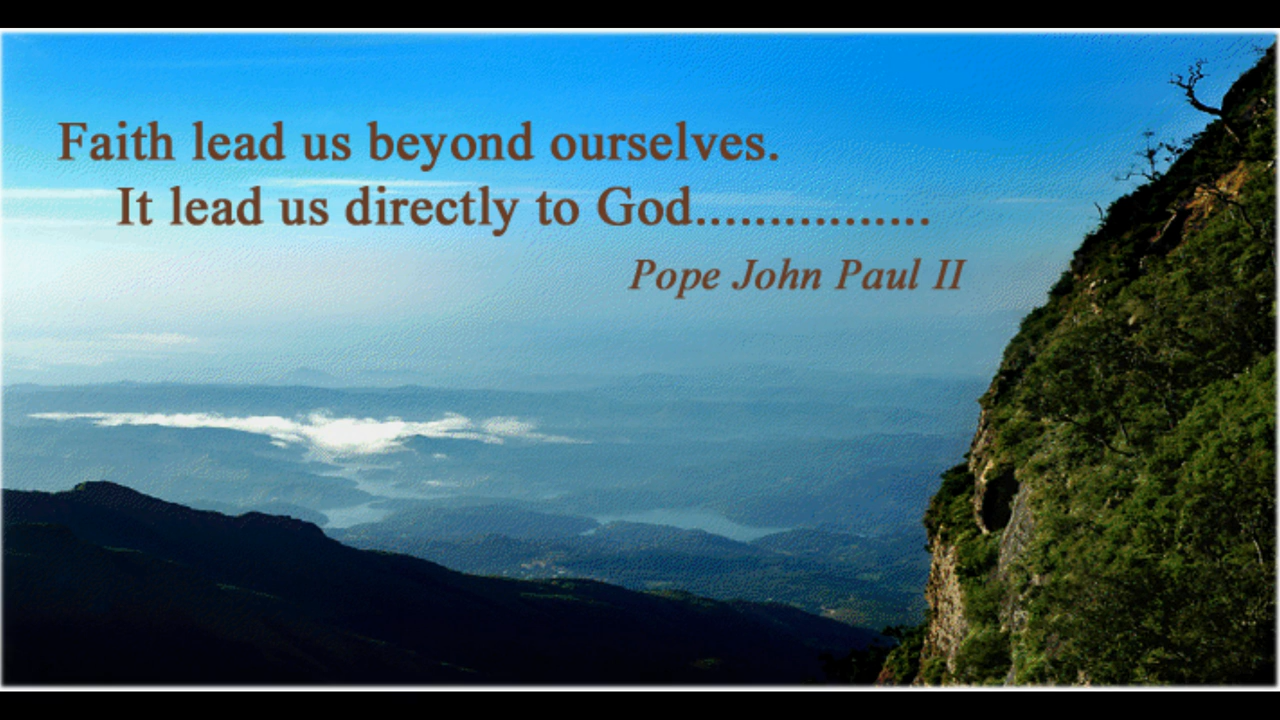 Faith lead us beyond ourselves.
It lead us directly to God................
Pope John Paul II